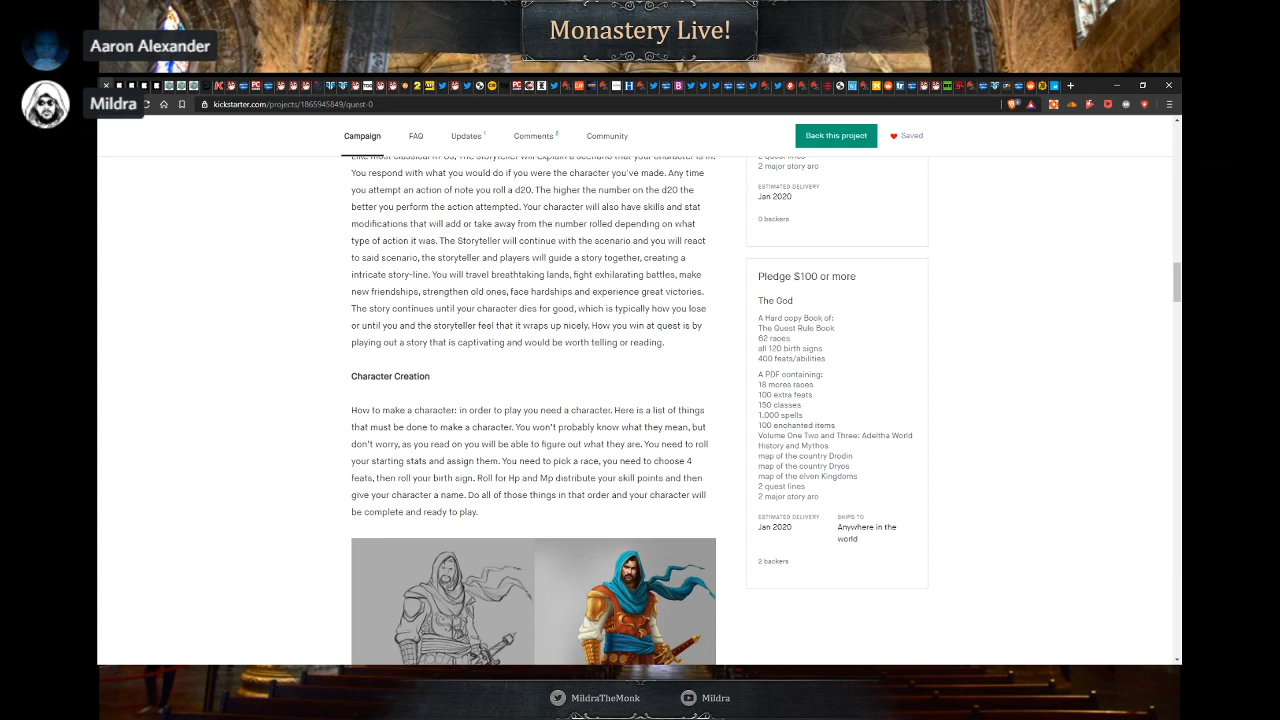 Monastery Live!
Aaron Alexander
Mildra
kickstarter.com/projects/1865945849/quest-0
Campaign
FAQ
Updates 1
Comments
Community
Back this project
Saved
You respond with what you would do if you were the character you've made. Any time
you attempt an action of note you roll a d20. The higher the number on the d20 the
better you perform the action attempted. Your character will also have skills and stat
modifications that will add or take away from the number rolled depending on what
type of action it was. The Storyteller will continue with the scenario and you will react
to said scenario, the storyteller and players will guide a story together, creating a
intricate story-line. You will travel breathtaking lands, fight exhilarating battles, make
new friendships, strengthen old ones, face hardships and experience great victories.
The story continues until your character dies for good, which is typically how you lose
or until you and the storyteller feel that it wraps up nicely. How you win at quest is by
playing out a story that is captivating and would be worth telling or reading.
Character Creation
How to make a character: in order to play you need a character. Here is a list of things
that must be done to make a character. You won't probably know what they mean, but
don't worry, as you read on you will be able to figure out what they are. You need to roll
your starting stats and assign them. You need to pick a race, you need to choose 4
feats, then roll your birth sign. Roll for Hp and Mp distribute your skill points and then
give your character a name. Do all of those things in that order and your character will
be complete and ready to play.
2 major story arc
ESTIMATED DELIVERY
Jan 2020
0 backers
Pledge $100 or more
The God
A Hard copy Book of:
The Quest Rule Book
62 races
all 120 birth signs
400 feats/abilities
A PDF containing:
18 mores races
100 extra feats
150 classes
1,000 spells
100 enchanted items
Volume One Two and Three: Adeltha World
History and Mythos
map of the country Drodin
map of the country Dryos
map of the elven Kingdoms
2 quest lines
2 major story arc
ESTIMATED DELIVERY
Jan 2020
SHIPS TO
Anywhere in the
world
2 backers
MildraTheMonk
Mildra